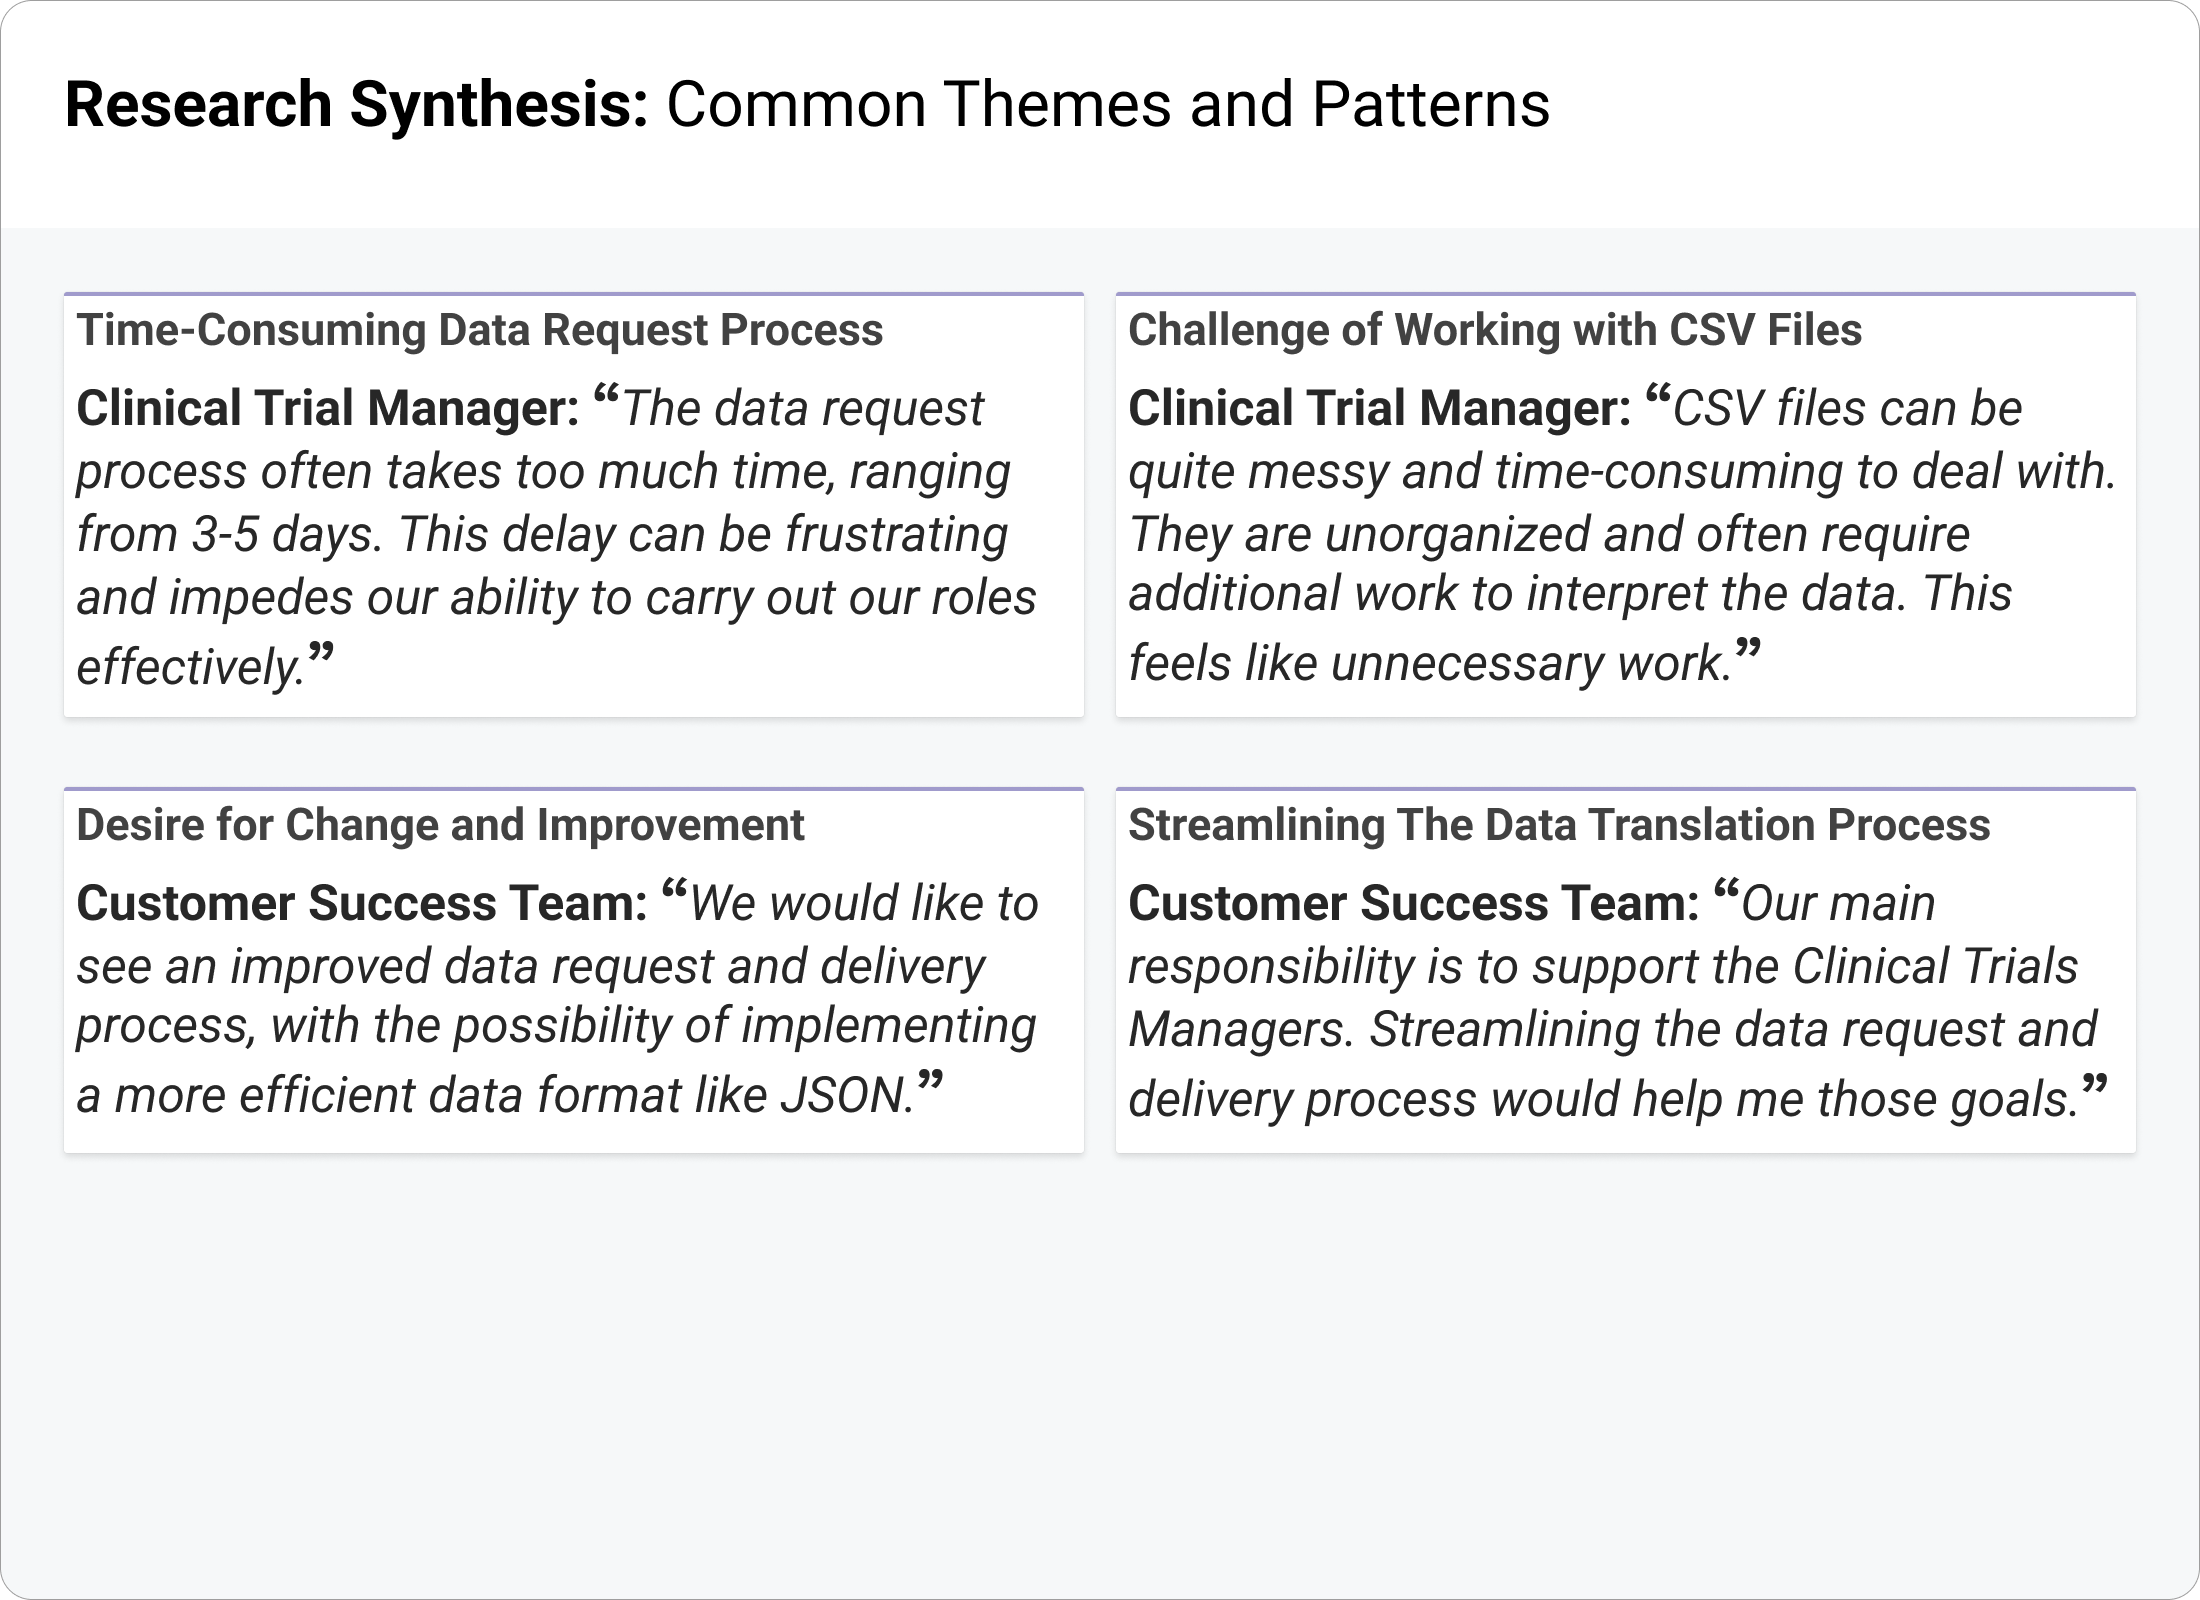 Research Synthesis: Common Themes and Patterns
Time-Consuming Data Request Process
Clinical Trial Manager: “The data request
process often takes too much time, ranging
from 3-5 days. This delay can be frustrating
and impedes our ability to carry out our roles
effectively.”
Challenge of Working with CSV Files
Clinical Trial Manager: “CSV files can be
quite messy and time-consuming to deal with.
They are unorganized and often require
additional work to interpret the data. This
feels like unnecessary work.”
Desire for Change and Improvement
Customer Success Team: “We would like to
see an improved data request and delivery
process, with the possibility of implementing
a more efficient data format like JSON.”
Streamlining The Data Translation Process
Customer Success Team: “Our main
responsibility is to support the Clinical Trials
Managers. Streamlining the data request and
delivery process would help me those goals.”